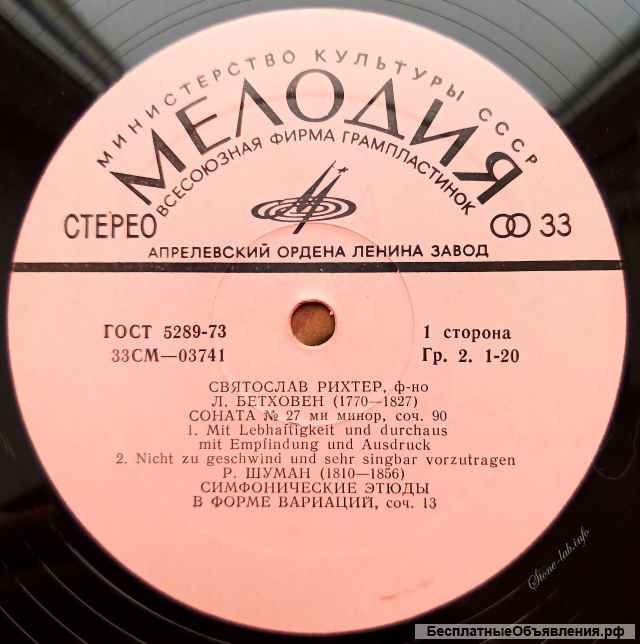 МИНИСТЕРСТВО КУЛЬТУРЫ СССР
МЕЛОДИЯ
ВСЕСОЮЗНАЯ ФИРМА ГРАМПЛАСТИНОК
СТЕРЕО
33
АПРЕЛЕВСКИЙ ОРДЕНА ЛЕНИНА ЗАВОД
ГОСТ 5289-73
1 сторона
33СМ—03741
Гр. 2. 1-20
СВЯТОСЛАВ РИХТЕР, ф-но
Л. БЕТХОВЕН (1770—1827)
СОНАТА № 27 ми минор, соч. 90
1. Mit Lebhaftigkeit und durchaus
mit Empfindung und Ausdruck
2. Nicht zu geschwind und sehr singbar vorzutragen
Р. ШУМАН (1810—1856)
СИМФОНИЧЕСКИЕ ЭТЮДЫ
В ФОРМЕ ВАРИАЦИЙ, соч. 13
Stone-lab.info
БесплатныеОбъявления.рф